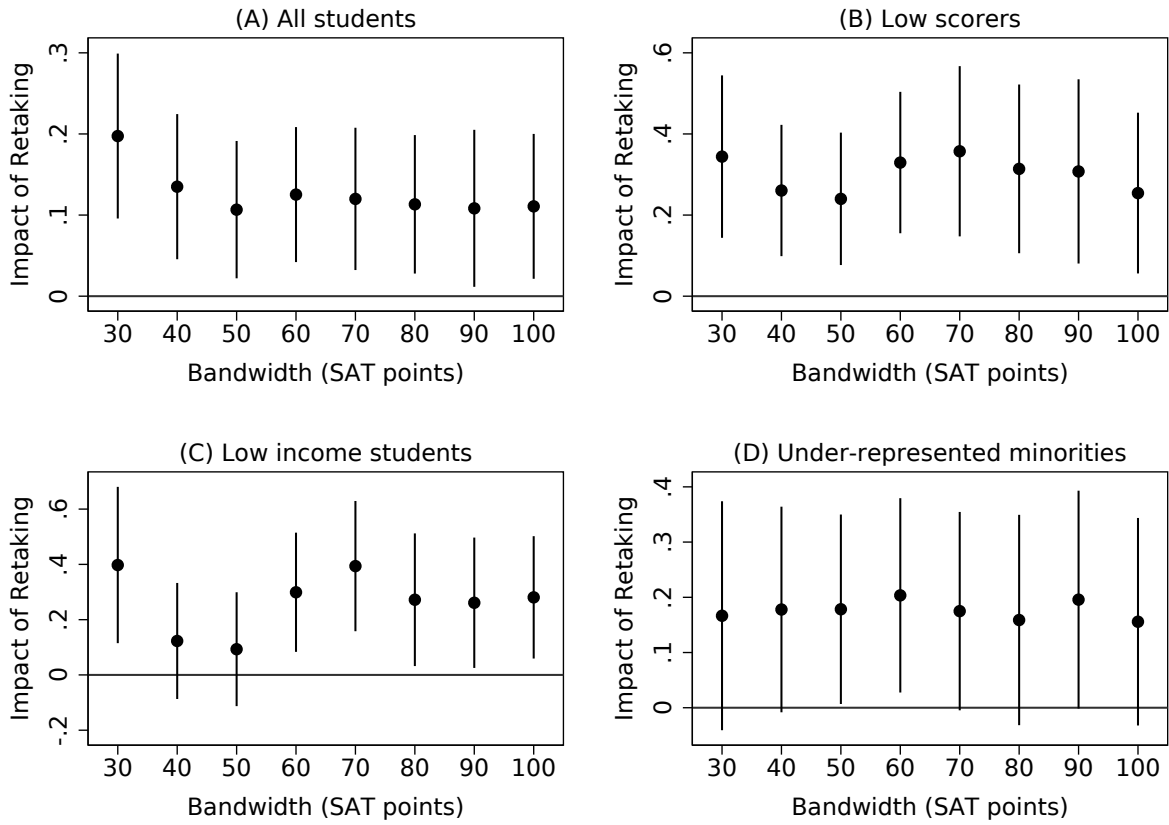 (A) All students
Impact of Retaking
.3
.2
.1
0
30 40 50 60 70 80 90 100
Bandwidth (SAT points)
(B) Low scorers
Impact of Retaking
.6
.4
.2
0
30 40 50 60 70 80 90 100
Bandwidth (SAT points)
(C) Low income students
Impact of Retaking
.6
.4
.2
0
-.2
30 40 50 60 70 80 90 100
Bandwidth (SAT points)
(D) Under-represented minorities
Impact of Retaking
.4
.3
.2
.1
0
30 40 50 60 70 80 90 100
Bandwidth (SAT points)